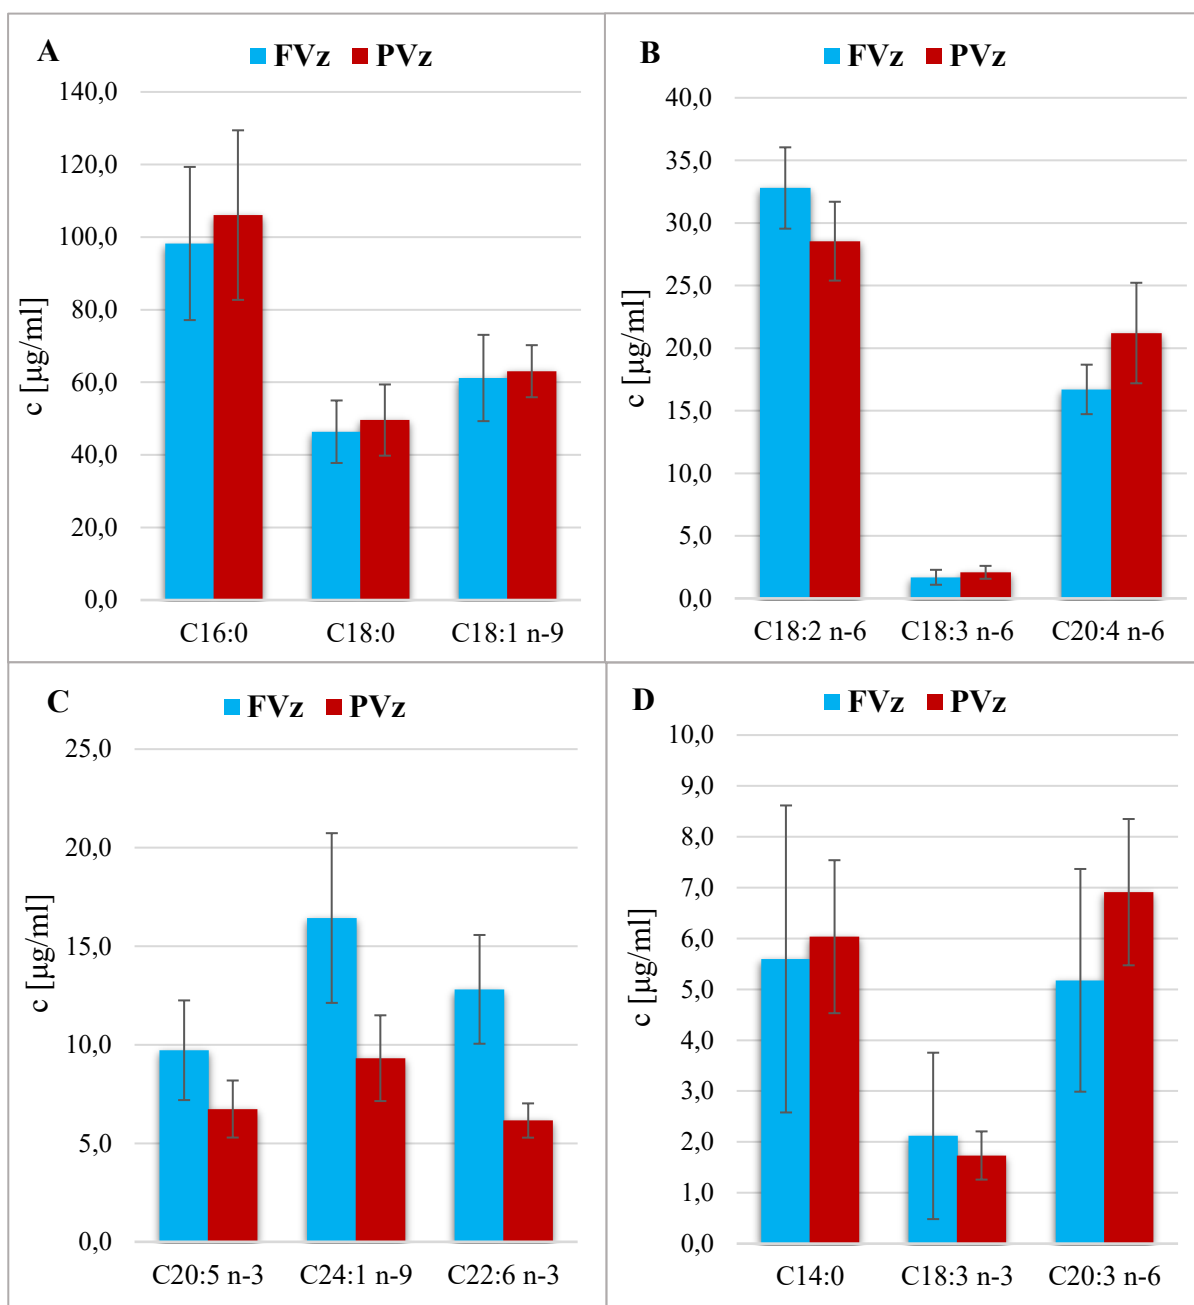 A
FVz PVz
140,0
120,0
100,0
80,0
60,0
40,0
20,0
0,0
c [µg/ml]
C16:0 C18:0 C18:1 n-9
B
FVz PVz
40,0
35,0
30,0
25,0
20,0
15,0
10,0
5,0
0,0
c [µg/ml]
C18:2 n-6 C18:3 n-6 C20:4 n-6
C
FVz PVz
25,0
20,0
15,0
10,0
5,0
0,0
c [µg/ml]
C20:5 n-3 C24:1 n-9 C22:6 n-3
D
FVz PVz
10,0
9,0
8,0
7,0
6,0
5,0
4,0
3,0
2,0
1,0
0,0
c [µg/ml]
C14:0 C18:3 n-3 C20:3 n-6